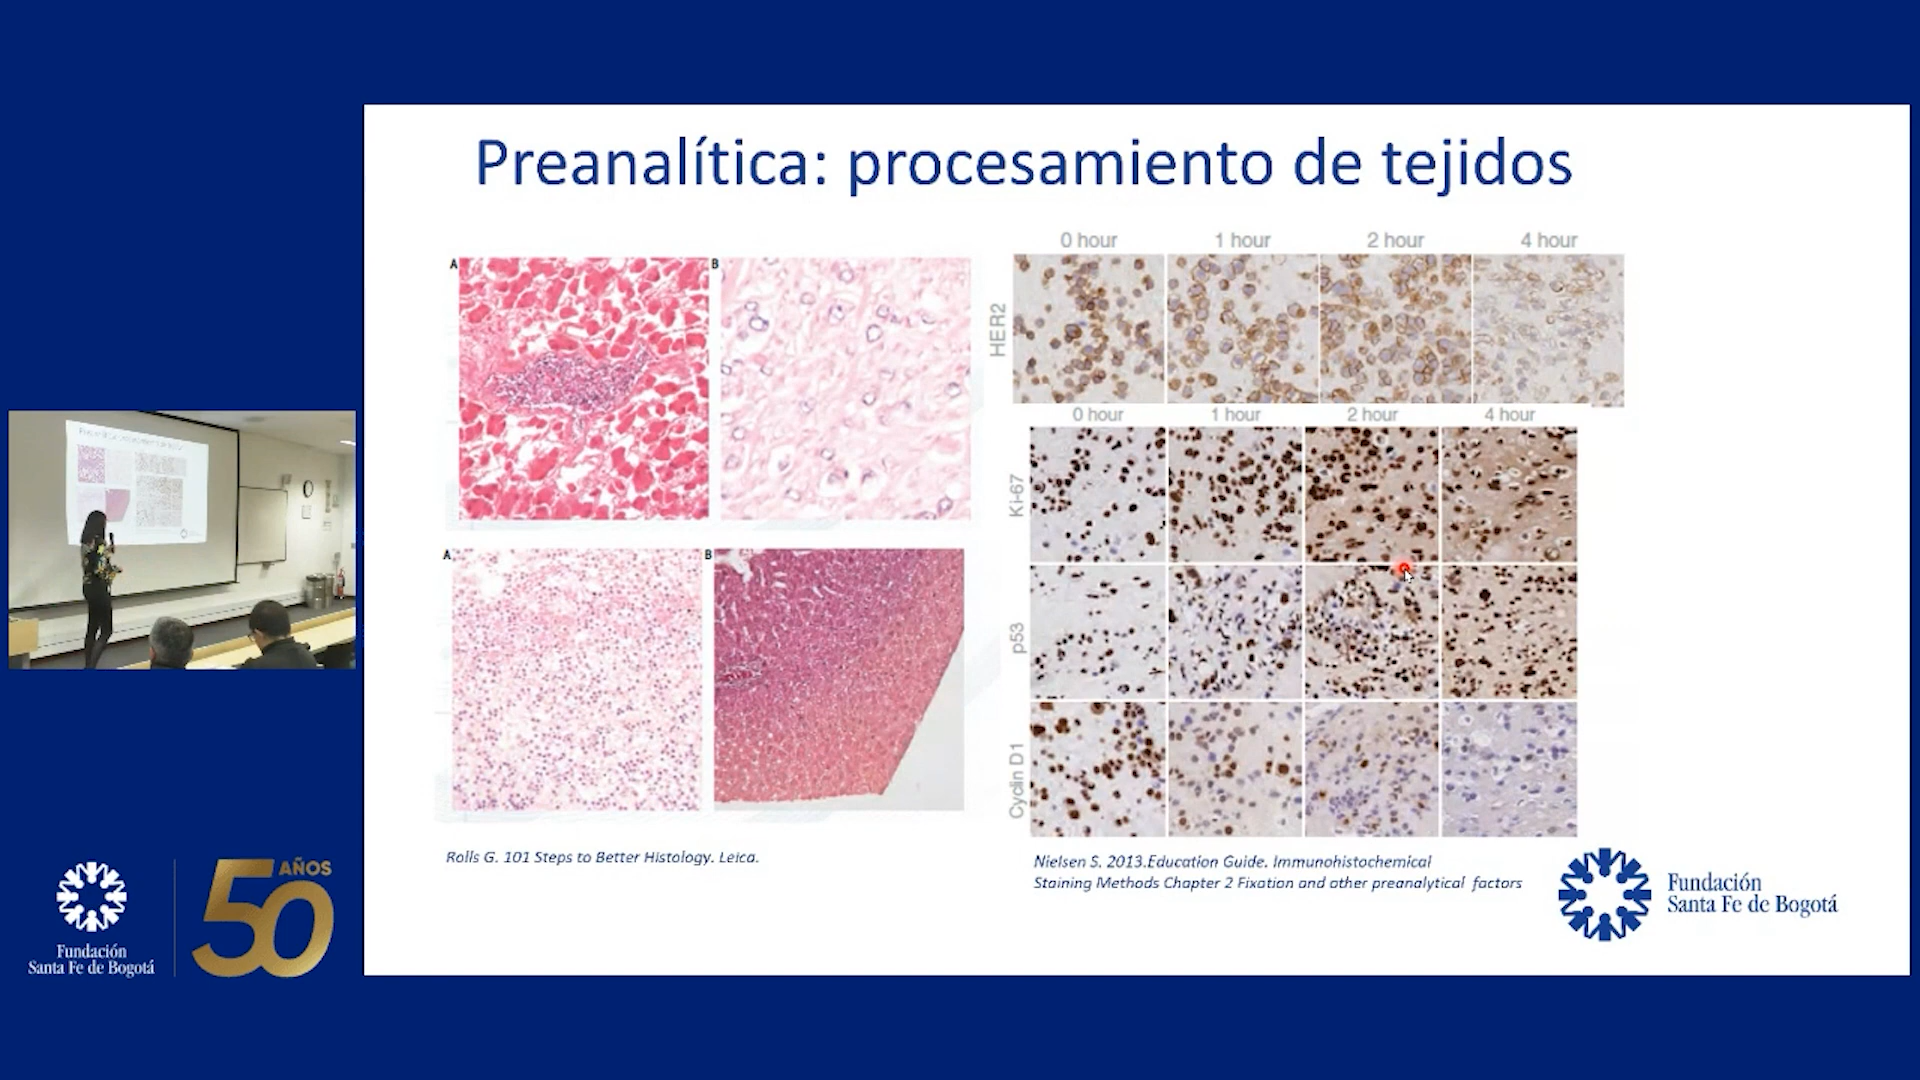 Preanalítica: procesamiento de tejidos
A
B
A
B
0 hour 1 hour 2 hour 4 hour
HER2
0 hour 1 hour 2 hour 4 hour
Ki-67
p53
Cyclin D1
Rolls G. 101 Steps to Better Histology. Leica.
Nielsen S. 2013.Education Guide. Immunohistochemical
Staining Methods Chapter 2 Fixation and other preanalytical factors
Fundación
Santa Fe de Bogotá
Fundación
Santa Fe de Bogotá
50 AÑOS